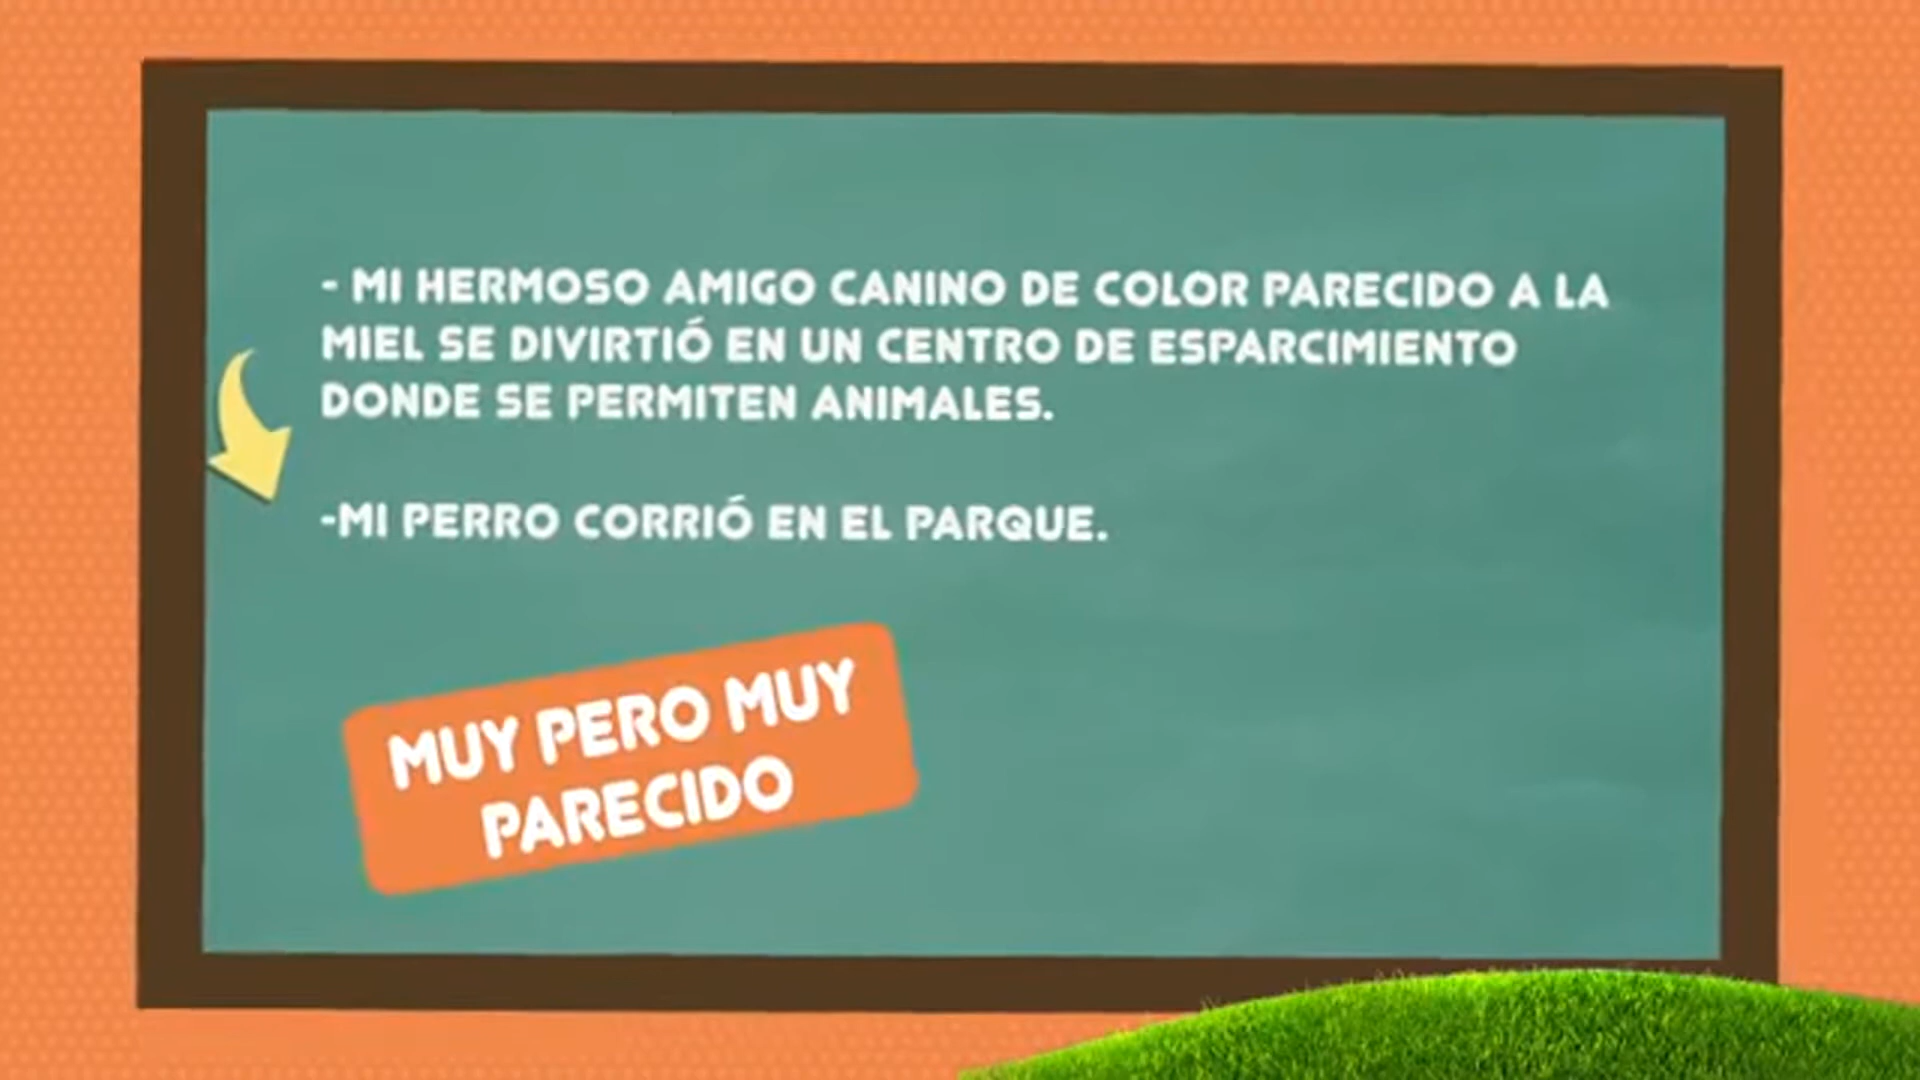 - MI HERMOSO AMIGO CANINO DE COLOR PARECIDO A LA
MIEL SE DIVIRTIÓ EN UN CENTRO DE ESPARCIMIENTO
DONDE SE PERMITEN ANIMALES.
-MI PERRO CORRIÓ EN EL PARQUE.
MUY PERO MUY
PARECIDO